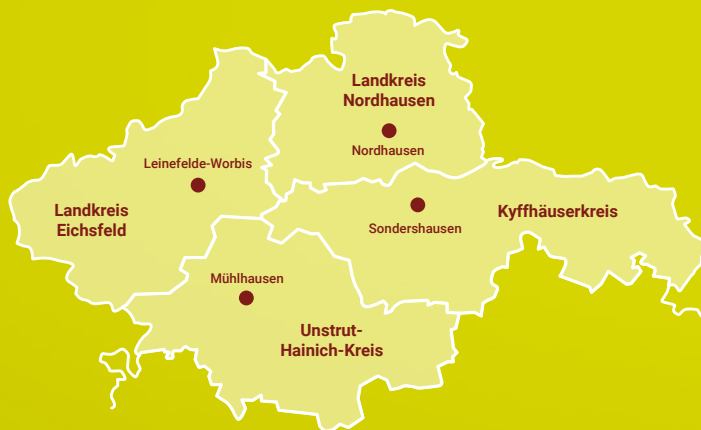 Landkreis
Nordhausen
Nordhausen
Leinefelde-Worbis
Landkreis
Eichsfeld
Kyffhäuserkreis
Sondershausen
Mühlhausen
Unstrut-
Hainich-Kreis